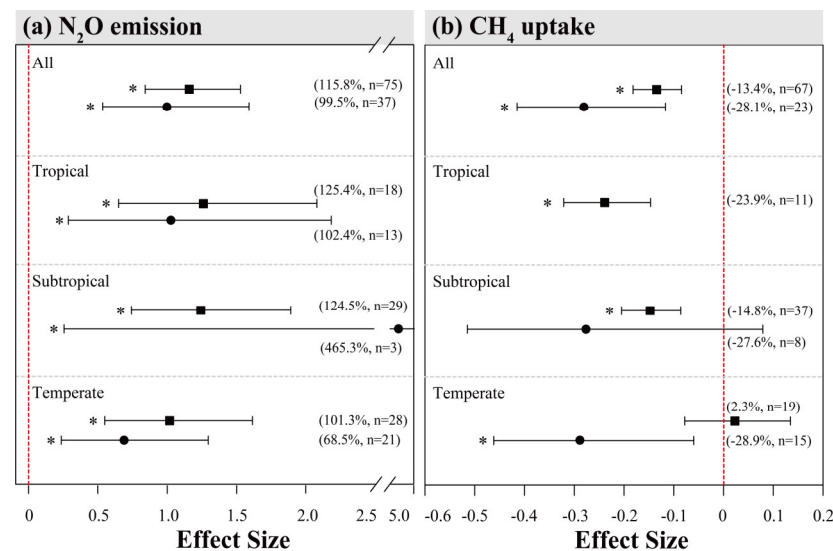 (a) N₂O emission
All
* (115.8%, n=75)
* (99.5%, n=37)
Tropical
* (125.4%, n=18)
* (102.4%, n=13)
Subtropical
* (124.5%, n=29)
* (465.3%, n=3)
Temperate
* (101.3%, n=28)
* (68.5%, n=21)
0 0.5 1.0 1.5 2.0 2.5 5.0
Effect Size
(b) CH₄ uptake
All
* (-13.4%, n=67)
* (-28.1%, n=23)
Tropical
* (-23.9%, n=11)
Subtropical
* (-14.8%, n=37)
(-27.6%, n=8)
Temperate
(2.3%, n=19)
* (-28.9%, n=15)
-0.6 -0.5 -0.4 -0.3 -0.2 -0.1 0 0.1 0.2
Effect Size